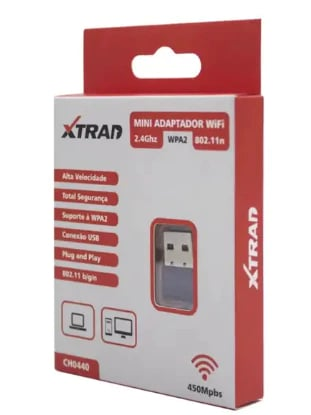 XTRAD
MINI ADAPTADOR WiFi
2.4Ghz WPA2 802.11n
Alta Velocidade
Total Segurança
Suporte à WPA2
Conexão USB
Plug and Play
802.11 b/g/n
CH0440
450Mpbs
XTRAD